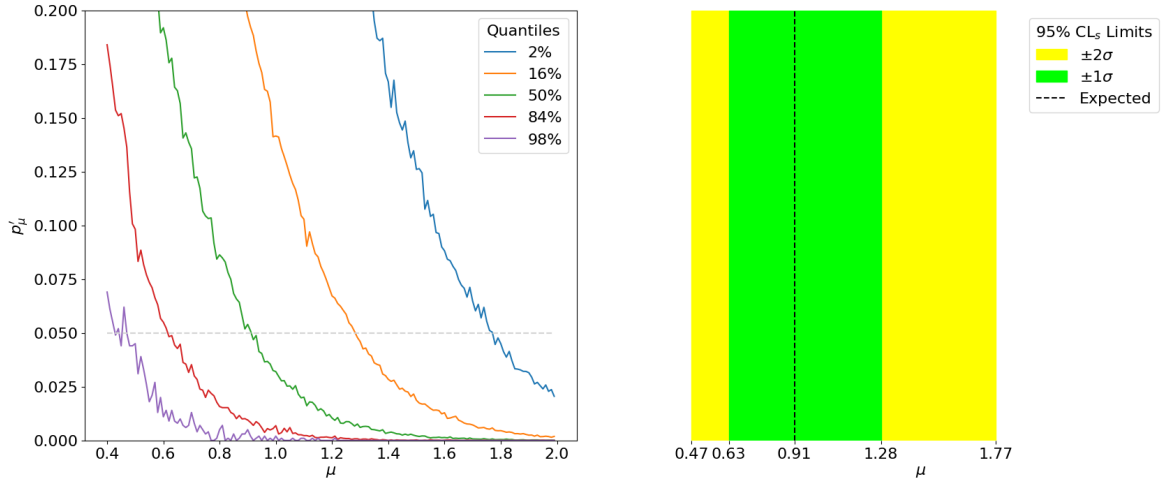 0.200
0.175
0.150
0.125
0.100
0.075
0.050
0.025
0.000
p′μ
0.4 0.6 0.8 1.0 1.2 1.4 1.6 1.8 2.0
μ
Quantiles
2%
16%
50%
84%
98%
0.47 0.63 0.91 1.28 1.77
μ
95% CLs Limits
±2σ
±1σ
Expected